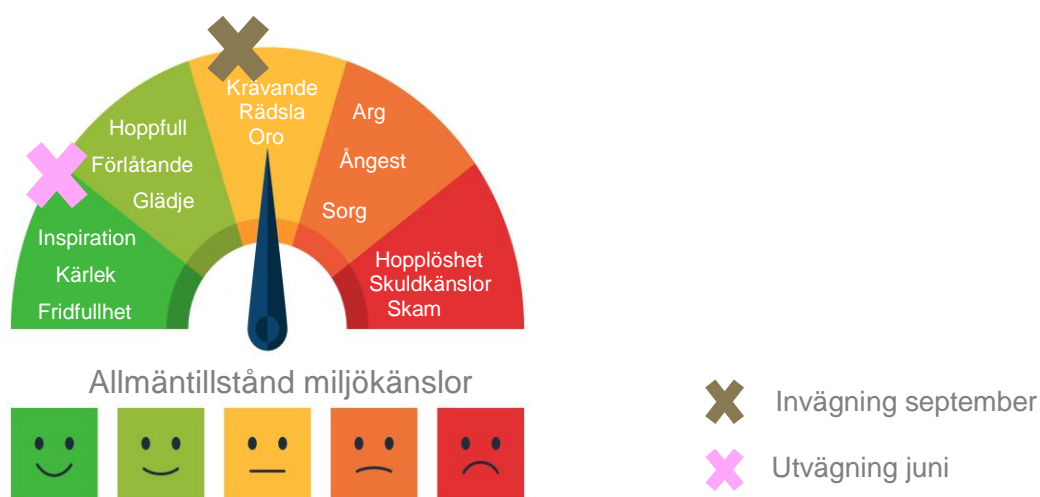 Krävande
Rädsla
Oro
Hoppfull
Förlåtande
Glädje
Arg
Ångest
Sorg
Inspiration
Kärlek
Fridfullhet
Hopplöshet
Skuldkänslor
Skam
Allmäntillstånd miljökänslor
Invägning september
Utvägning juni